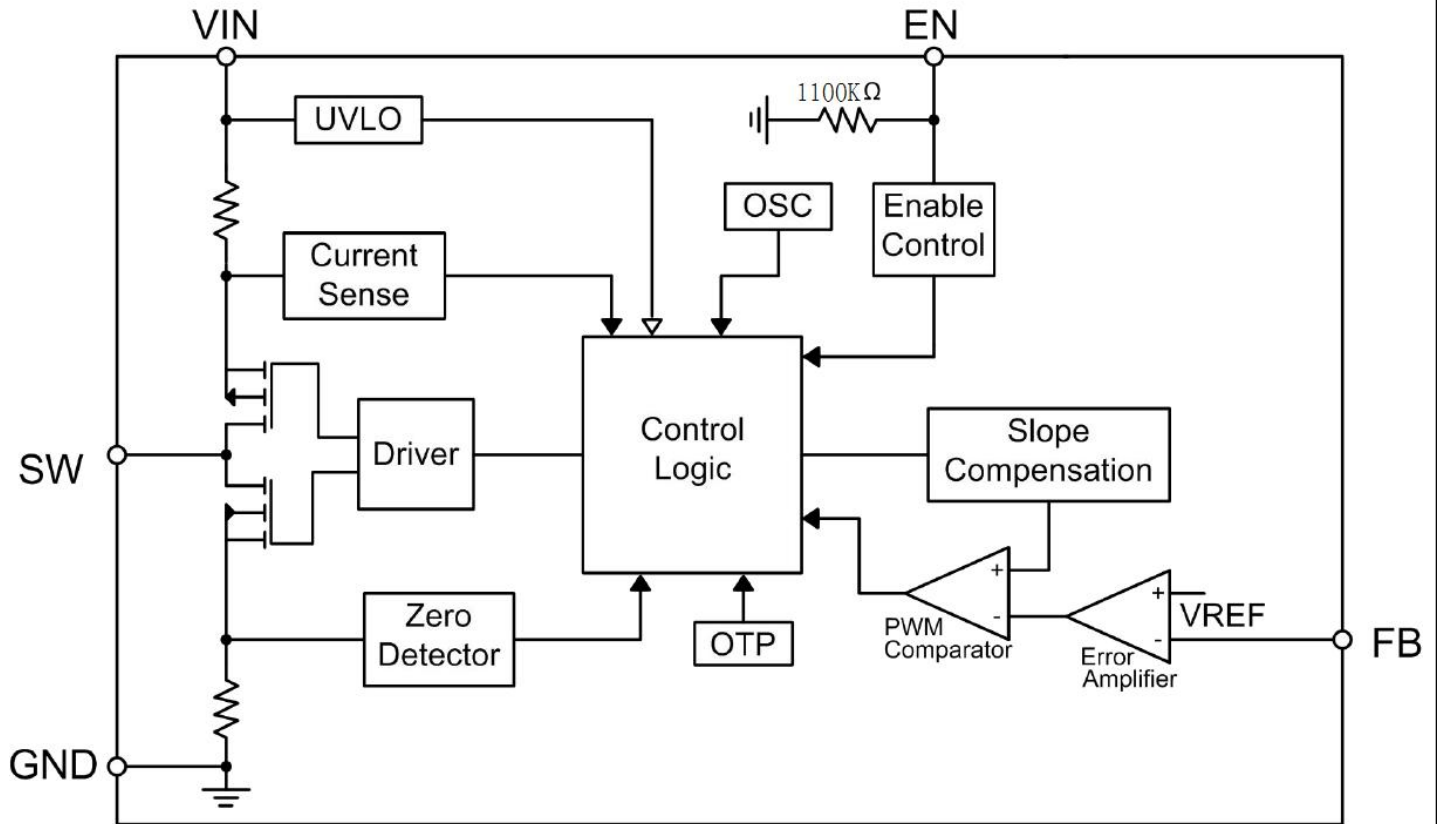 VIN
EN
1100KΩ
UVLO
OSC
Enable
Control
Current
Sense
Driver
Control
Logic
Slope
Compensation
SW
+
-
PWM
Comparator
+
-
VREF
Error
Amplifier
FB
Zero
Detector
OTP
GND